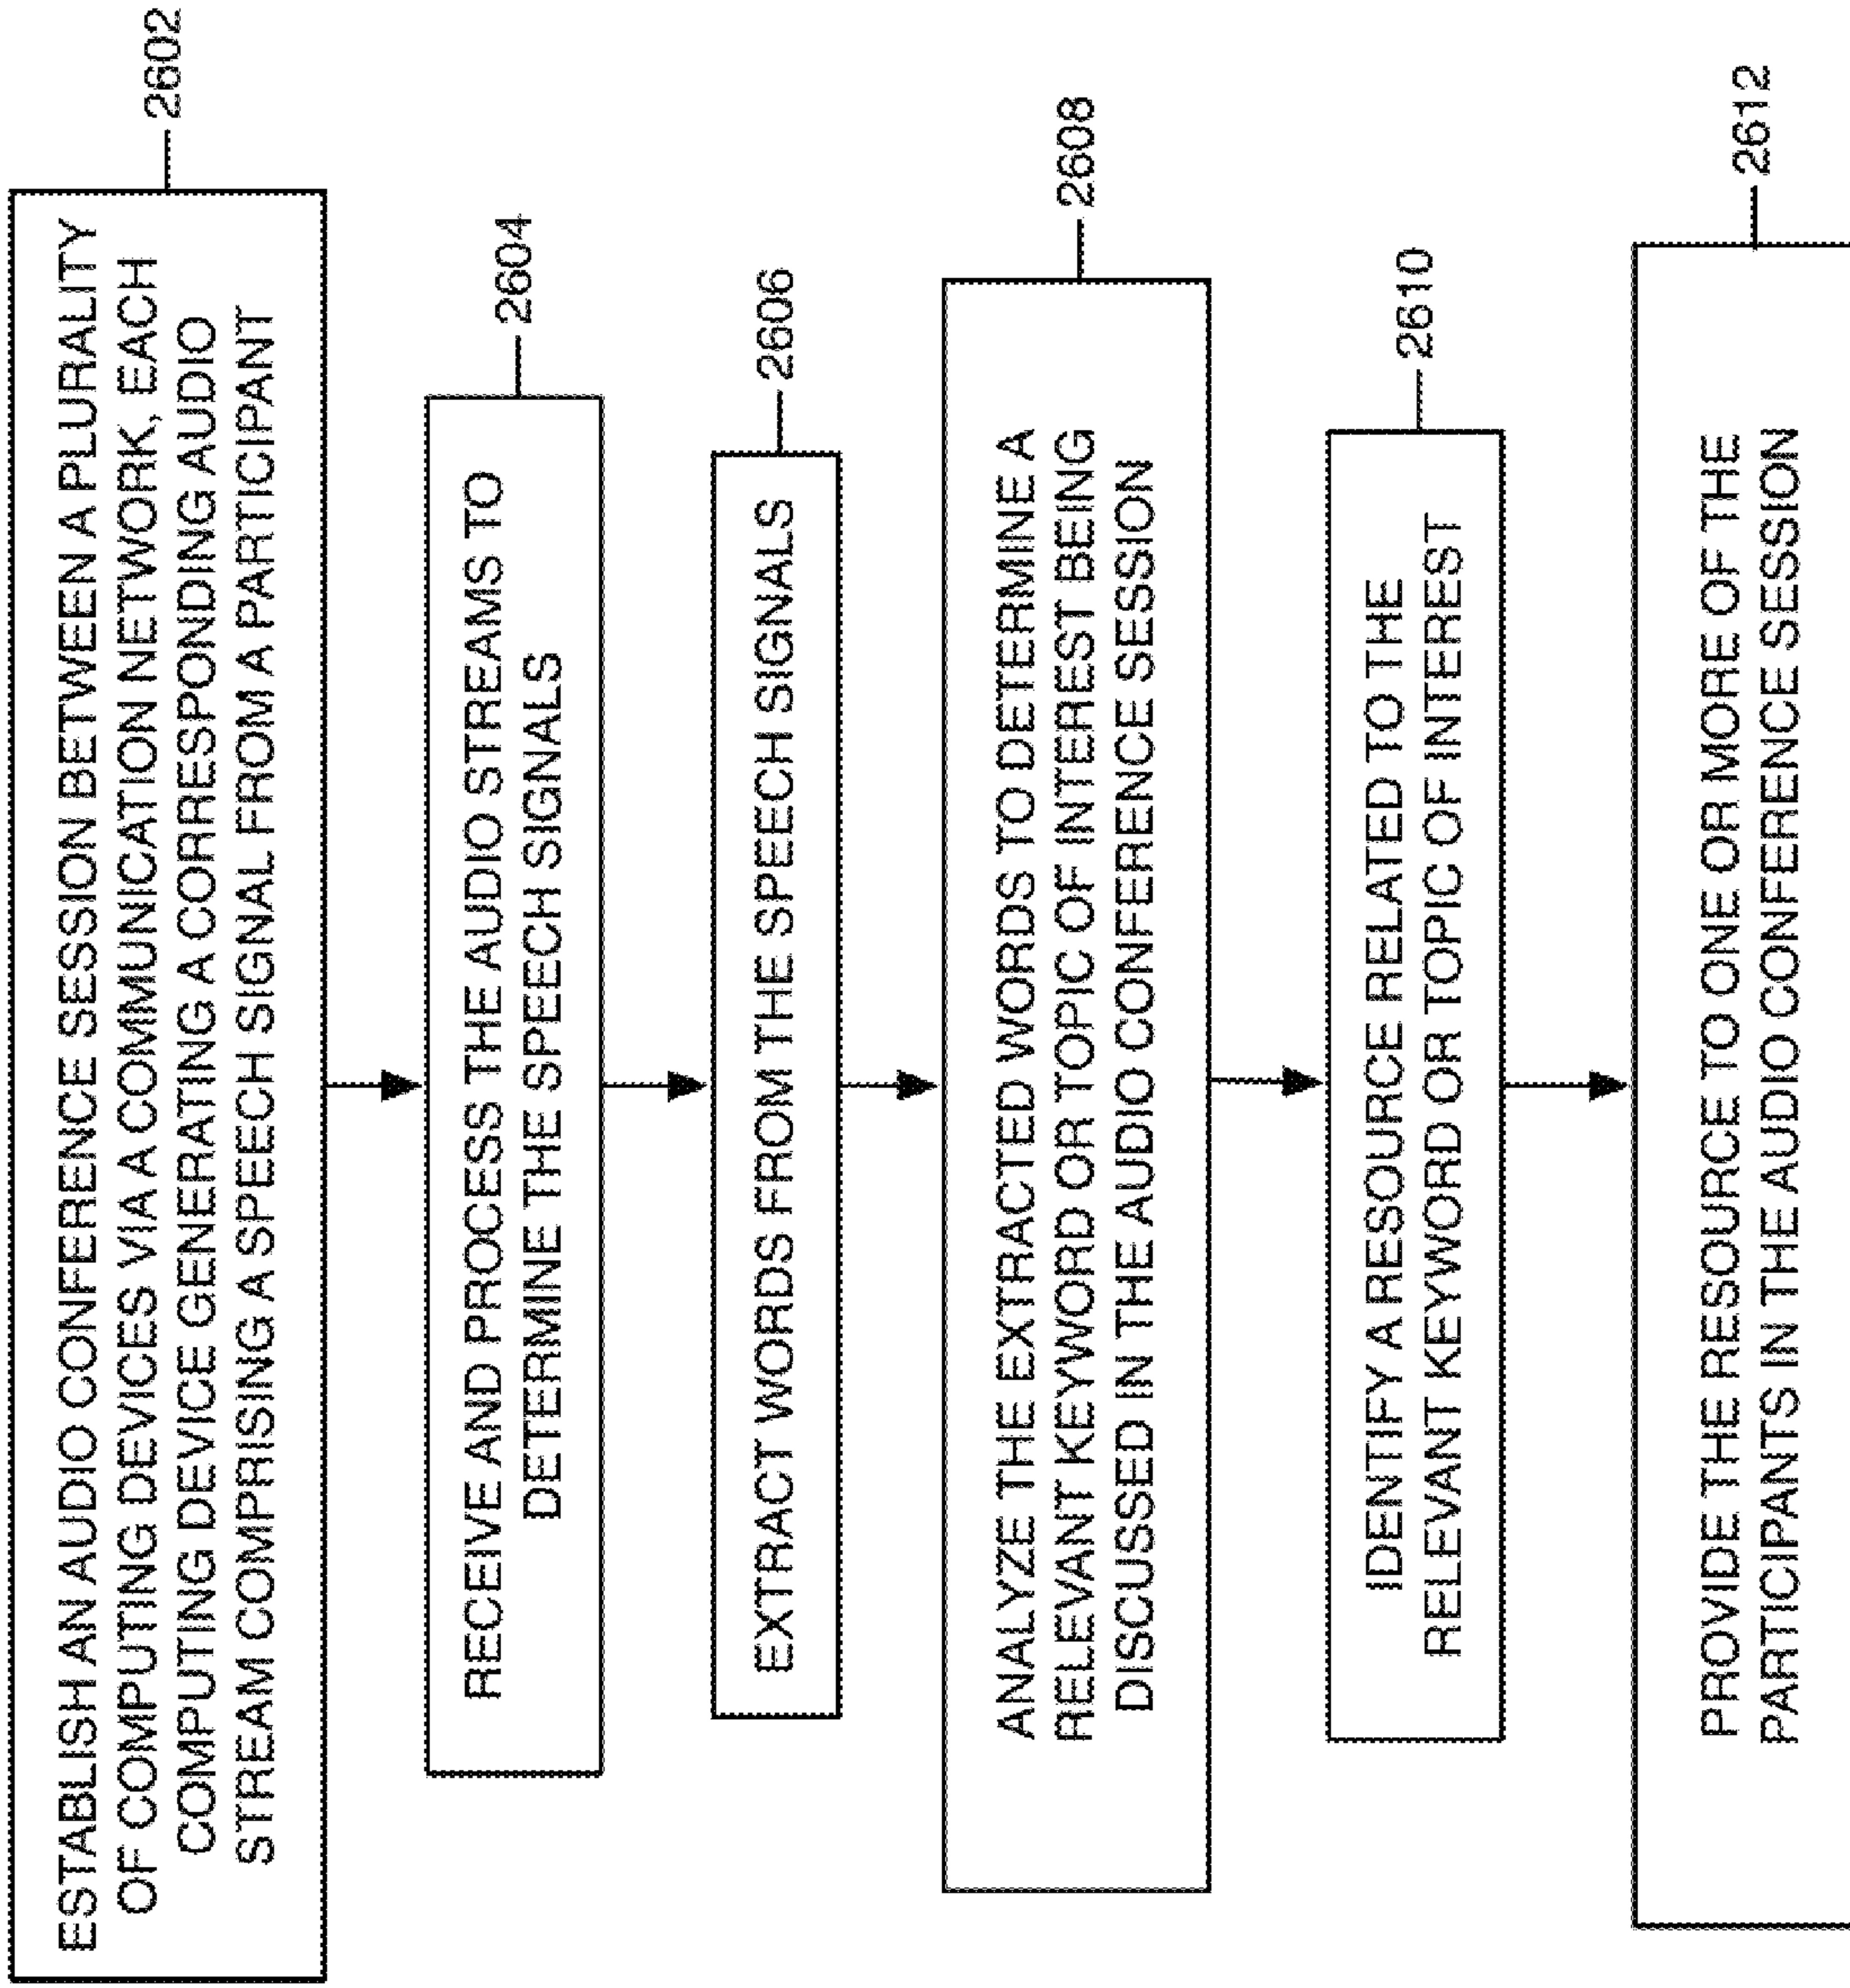 ESTABLISH AN AUDIO CONFERENCE SESSION BETWEEN A PLURALITY
OF COMPUTING DEVICES VIA A COMMUNICATION NETWORK, EACH
COMPUTING DEVICE GENERATING A CORRESPONDING AUDIO
STREAM COMPRISING A SPEECH SIGNAL FROM A PARTICIPANT
2602
RECEIVE AND PROCESS THE AUDIO STREAMS TO
DETERMINE THE SPEECH SIGNALS
2604
EXTRACT WORDS FROM THE SPEECH SIGNALS
2606
ANALYZE THE EXTRACTED WORDS TO DETERMINE A
RELEVANT KEYWORD OR TOPIC OF INTEREST BEING
DISCUSSED IN THE AUDIO CONFERENCE SESSION
2608
IDENTIFY A RESOURCE RELATED TO THE
RELEVANT KEYWORD OR TOPIC OF INTEREST
2610
PROVIDE THE RESOURCE TO ONE OR MORE OF THE
PARTICIPANTS IN THE AUDIO CONFERENCE SESSION
2612